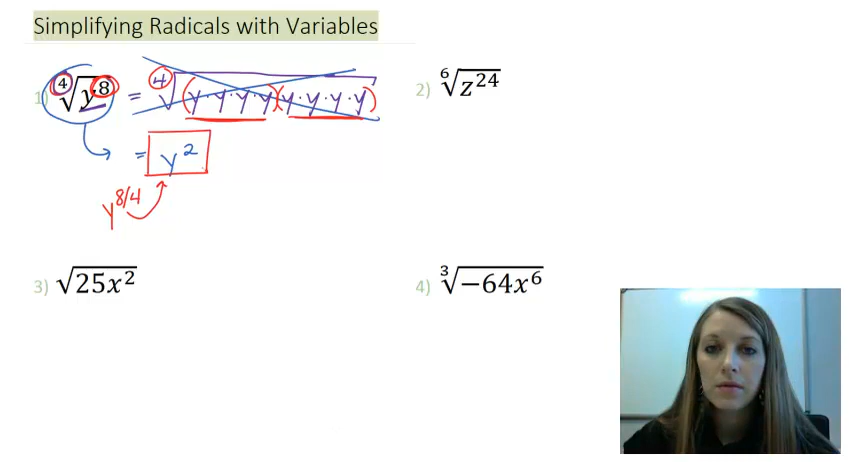 Simplifying Radicals with Variables
1) ⁴√y⁸ = ⁴√(y·y·y·y)(y·y·y·y)
= y²
y^8/4
2) ⁶√z²⁴
3) √25x²
4) ³√−64x⁶